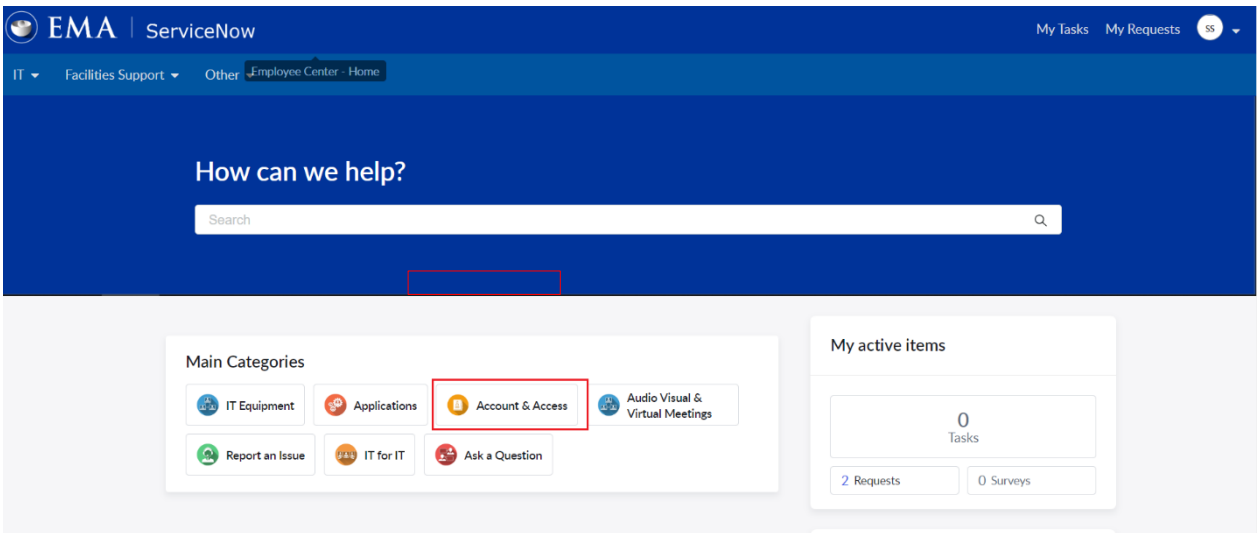 EMA | ServiceNow
My Tasks My Requests SS
IT Facilities Support Other Employee Center - Home
How can we help?
Search
Main Categories
IT Equipment Applications Account & Access Audio Visual &
Virtual Meetings
Report an Issue IT for IT Ask a Question
My active items
0
Tasks
2 Requests 0 Surveys